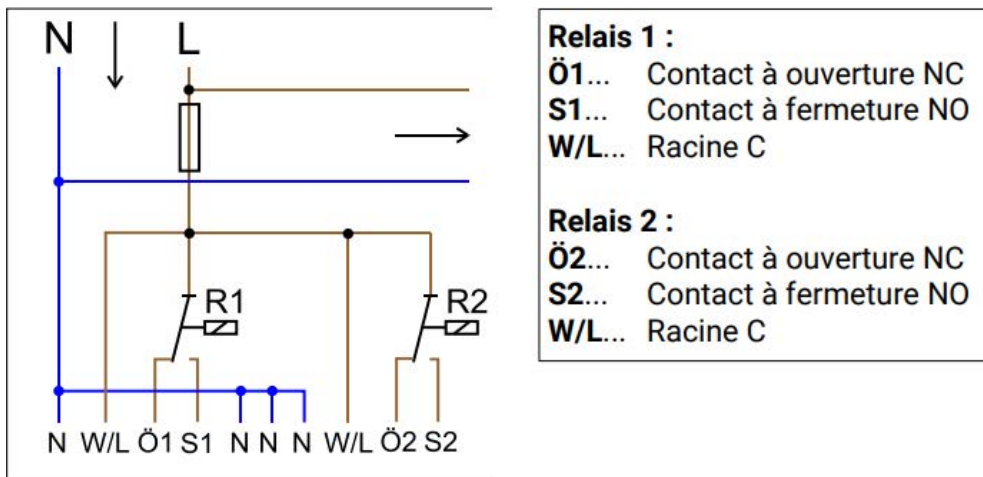 N L
R1 R2
N W/L Ö1 S1 N N N W/L Ö2 S2
Relais 1 :
Ö1... Contact à ouverture NC
S1... Contact à fermeture NO
W/L... Racine C
Relais 2 :
Ö2... Contact à ouverture NC
S2... Contact à fermeture NO
W/L... Racine C